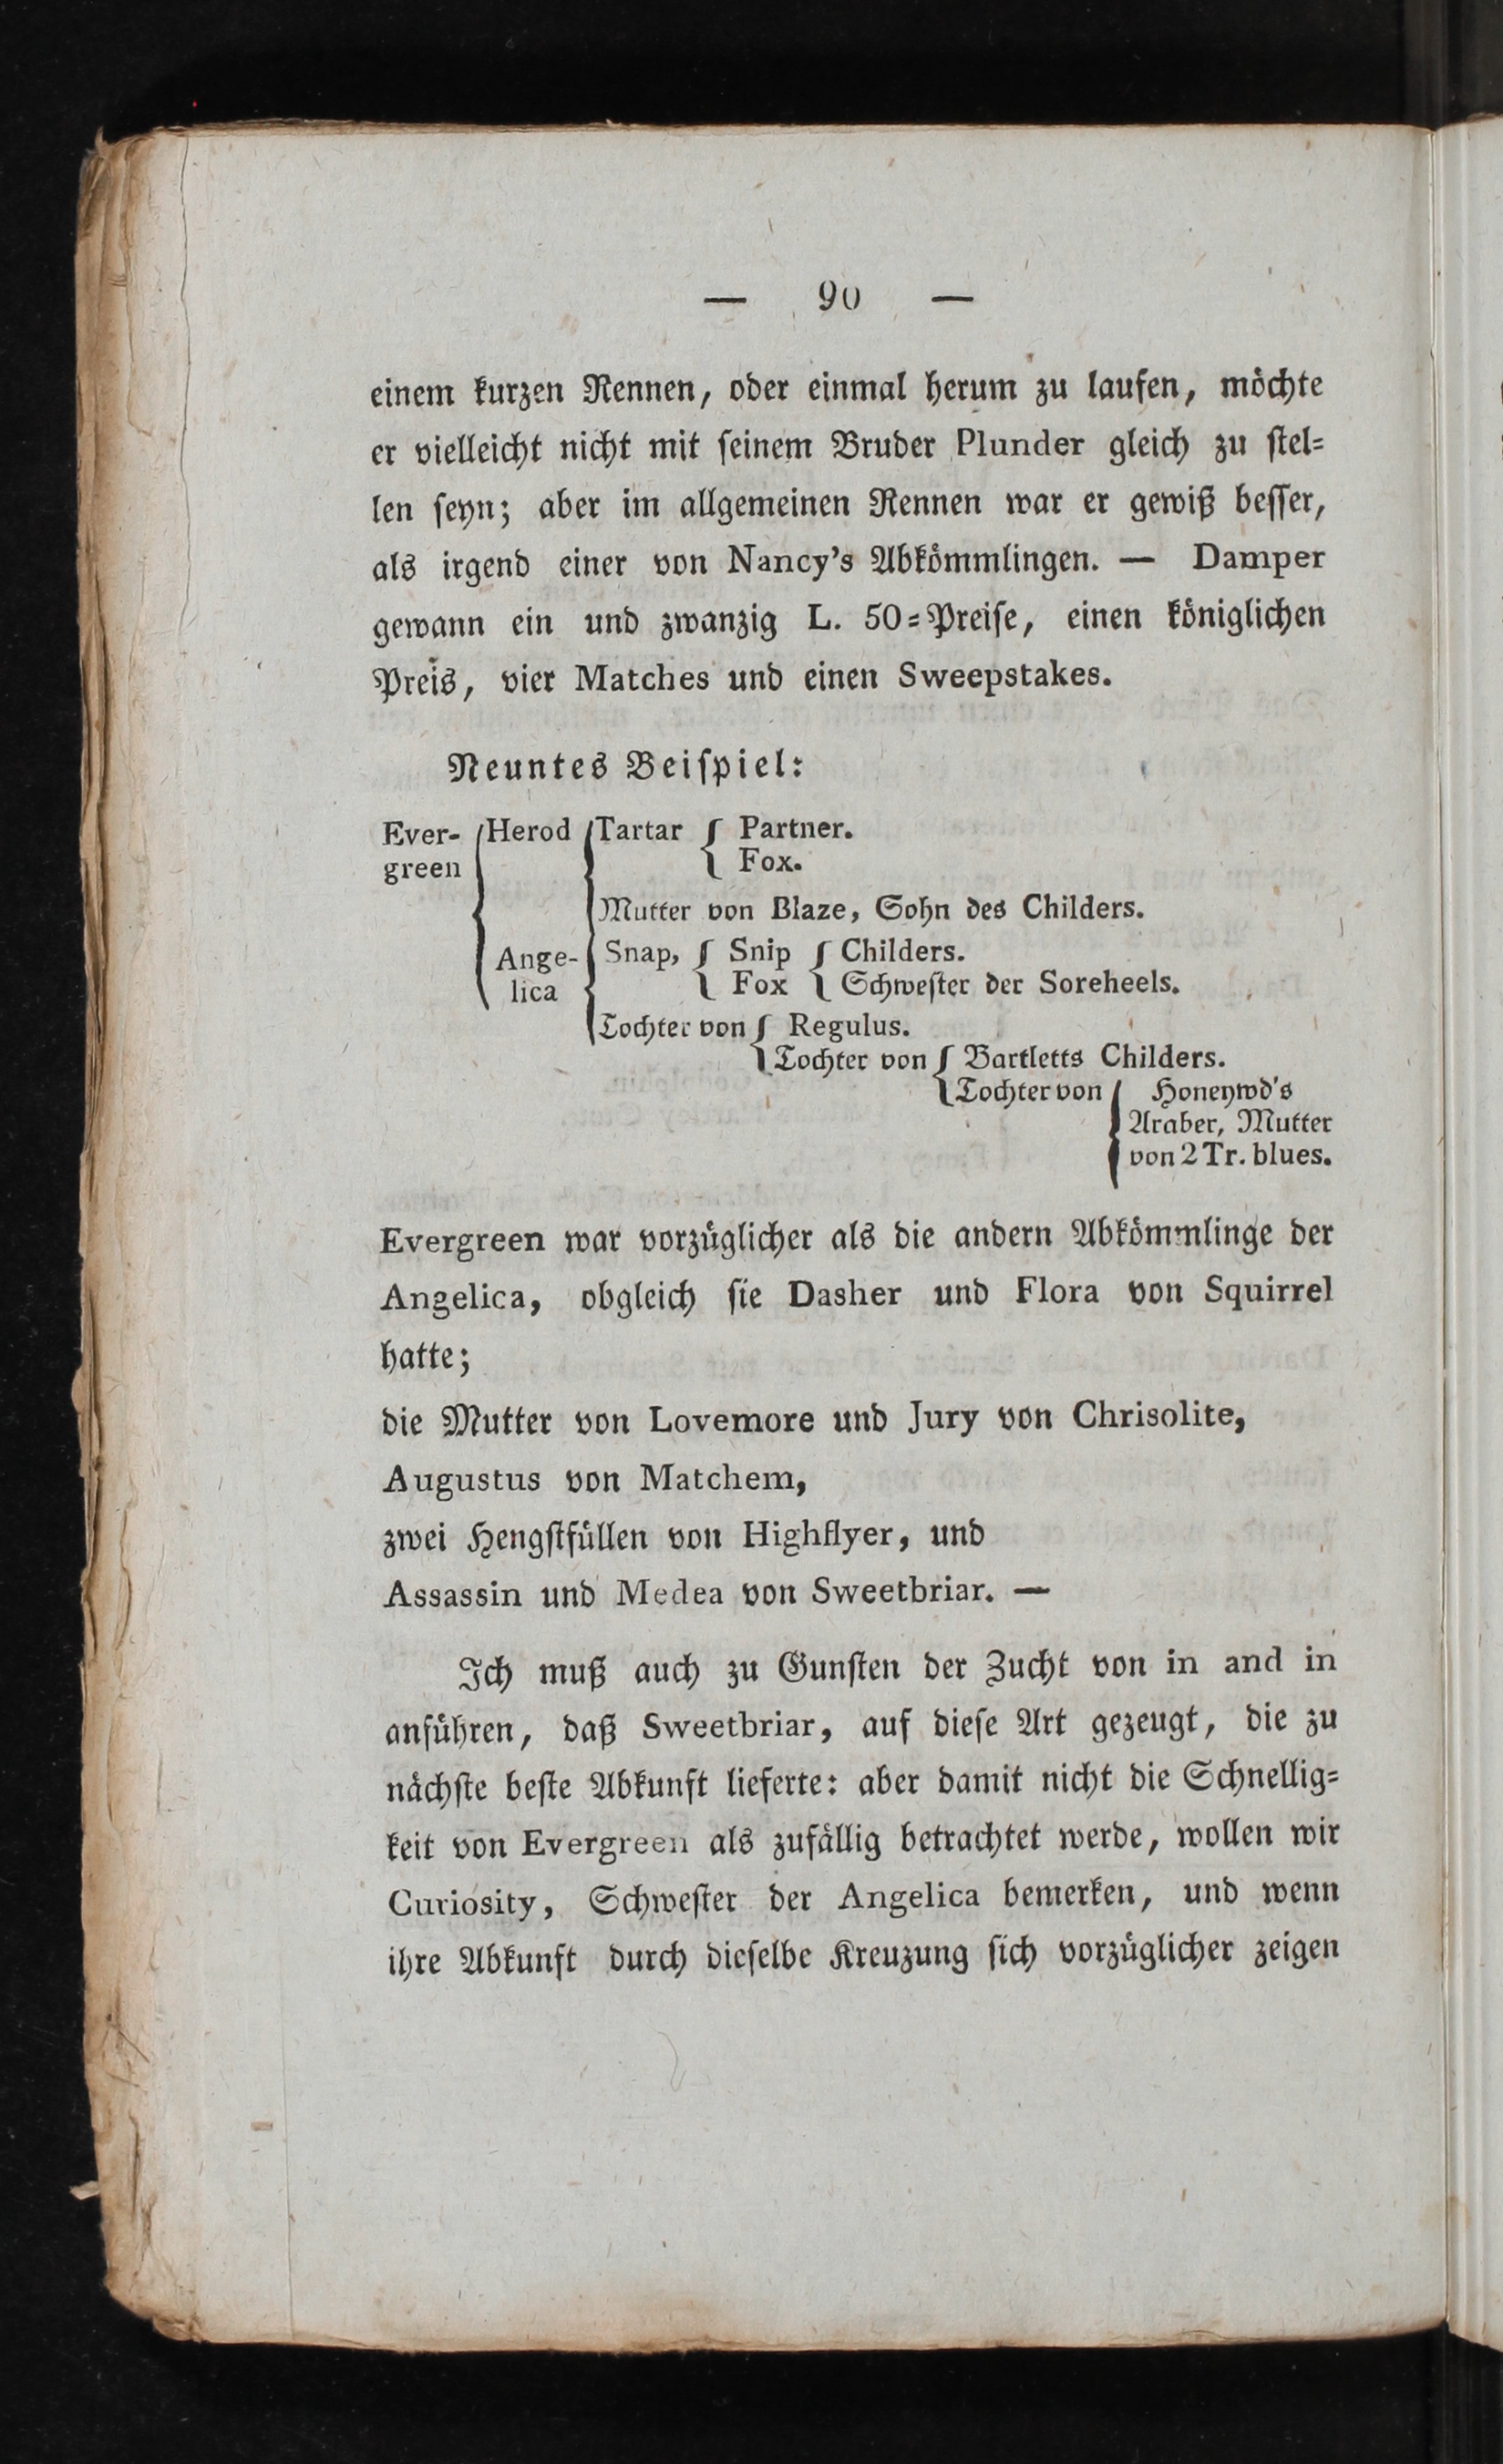 — 90 —
einem kurzen Rennen, oder einmal herum zu laufen, möchte
er vielleicht nicht mit ſeinem Bruder Plunder gleich zu ſtel⸗
len ſeyn; aber im allgemeinen Rennen war er gewiß beſſer,
als irgend einer von Nancy's Abkömmlingen. — Damper
gewann ein und zwanzig L. 50⸗Preiſe, einen königlichen
Preis, vier Matches und einen Sweepstakes.
Neuntes Beiſpiel:
Ever- { Herod { Tartar { Partner.
green { Fox.
Mutter von Blaze, Sohn des Childers.
Ange- { Snap, { Snip { Childers.
lica { Fox { Schweſter der Soreheels.
Tochter von { Regulus.
Tochter von { Bartletts Childers.
Tochter von { Honeywd's
Araber, Mutter
von 2 Tr. blues.
Evergreen war vorzüglicher als die andern Abkömmlinge der
Angelica, obgleich ſie Dasher und Flora von Squirrel
hatte;
die Mutter von Lovemore und Jury von Chrisolite,
Augustus von Matchem,
zwei Hengſtfüllen von Highflyer, und
Assassin und Medea von Sweetbriar. —
Ich muß auch zu Gunſten der Zucht von in and in
anführen, daß Sweetbriar, auf dieſe Art gezeugt, die zu
nächſte beſte Abkunft lieferte: aber damit nicht die Schnellig⸗
keit von Evergreen als zufällig betrachtet werde, wollen wir
Curiosity, Schweſter der Angelica bemerken, und wenn
ihre Abkunft durch dieſelbe Kreuzung ſich vorzüglicher zeigen